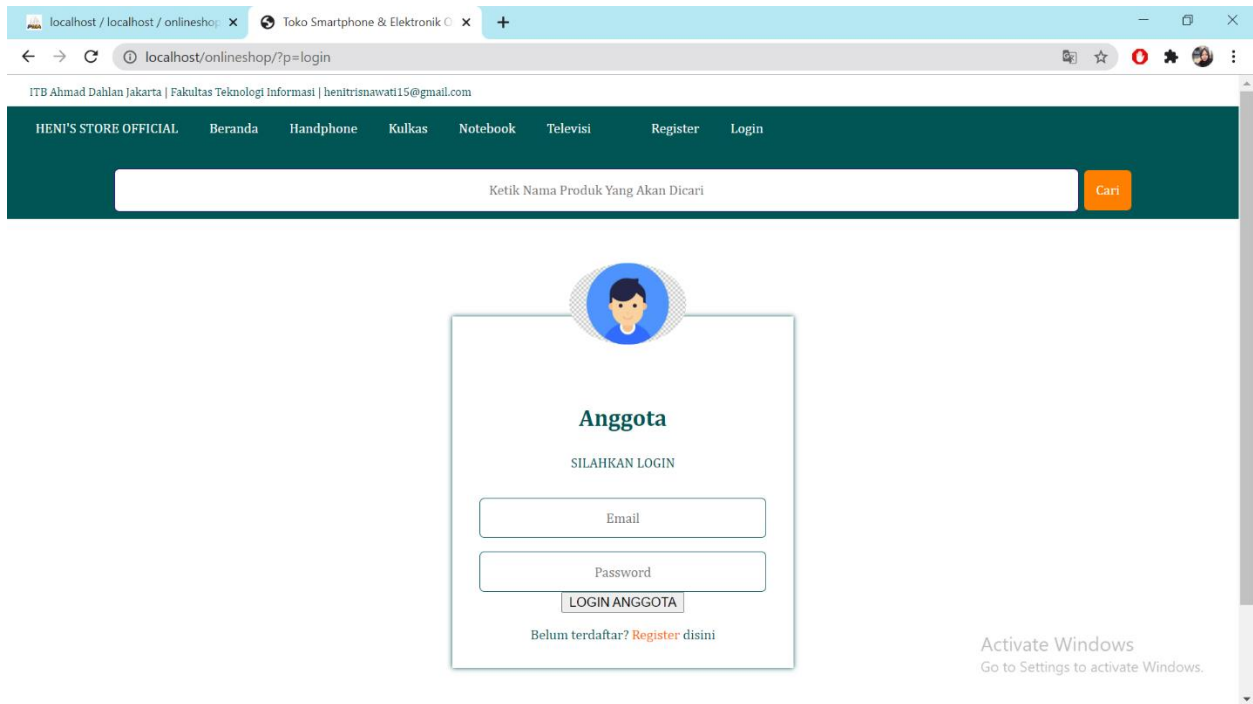 localhost / localhost / onlineshop
Toko Smartphone & Elektronik O
localhost/onlineshop/?p=login
ITB Ahmad Dahlan Jakarta | Fakultas Teknologi Informasi | henitrisnawati15@gmail.com
HENI'S STORE OFFICIAL Beranda Handphone Kulkas Notebook Televisi Register Login
Ketik Nama Produk Yang Akan Dicari Cari
Anggota
SILAHKAN LOGIN
Email
Password
LOGIN ANGGOTA
Belum terdaftar? Register disini
Activate Windows
Go to Settings to activate Windows.